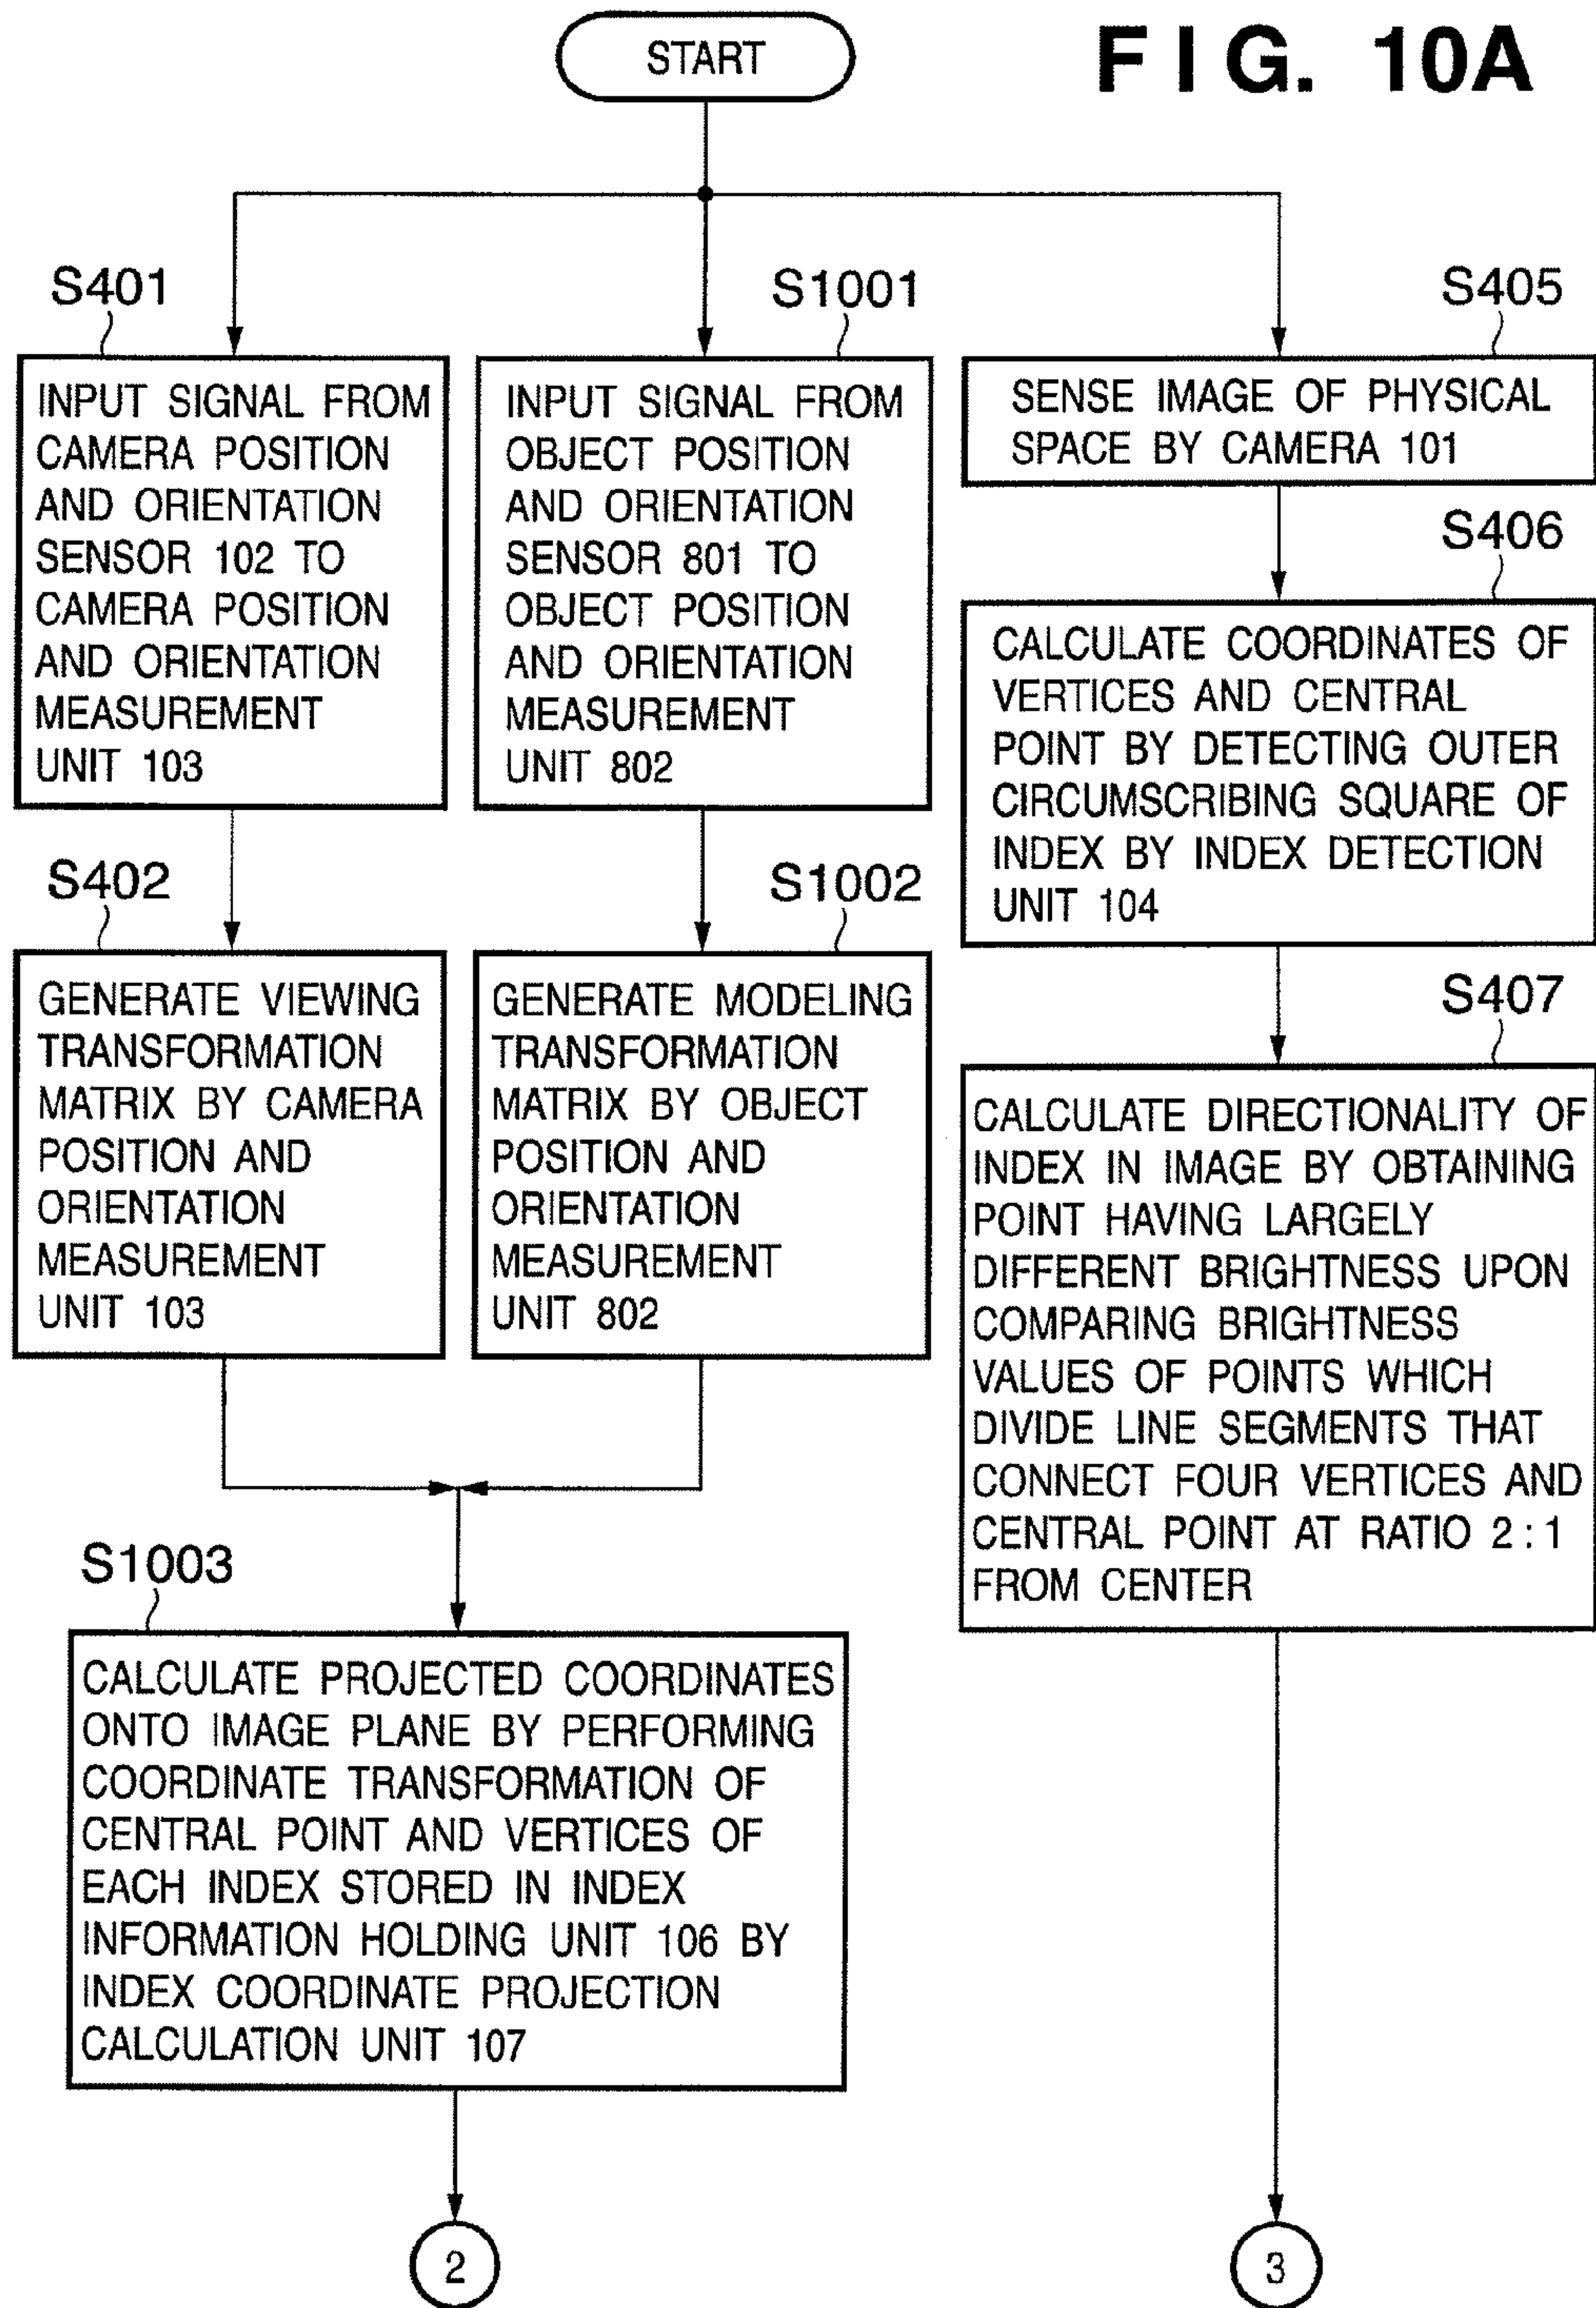 FIG. 10A
START
S401
INPUT SIGNAL FROM
CAMERA POSITION
AND ORIENTATION
SENSOR 102 TO
CAMERA POSITION
AND ORIENTATION
MEASUREMENT
UNIT 103
S1001
INPUT SIGNAL FROM
OBJECT POSITION
AND ORIENTATION
SENSOR 801 TO
OBJECT POSITION
AND ORIENTATION
MEASUREMENT
UNIT 802
S405
SENSE IMAGE OF PHYSICAL
SPACE BY CAMERA 101
S402
GENERATE VIEWING
TRANSFORMATION
MATRIX BY CAMERA
POSITION AND
ORIENTATION
MEASUREMENT
UNIT 103
S1002
GENERATE MODELING
TRANSFORMATION
MATRIX BY OBJECT
POSITION AND
ORIENTATION
MEASUREMENT
UNIT 802
S406
CALCULATE COORDINATES OF
VERTICES AND CENTRAL
POINT BY DETECTING OUTER
CIRCUMSCRIBING SQUARE OF
INDEX BY INDEX DETECTION
UNIT 104
S407
CALCULATE DIRECTIONALITY OF
INDEX IN IMAGE BY OBTAINING
POINT HAVING LARGELY
DIFFERENT BRIGHTNESS UPON
COMPARING BRIGHTNESS
VALUES OF POINTS WHICH
DIVIDE LINE SEGMENTS THAT
CONNECT FOUR VERTICES AND
CENTRAL POINT AT RATIO 2:1
FROM CENTER
S1003
CALCULATE PROJECTED COORDINATES
ONTO IMAGE PLANE BY PERFORMING
COORDINATE TRANSFORMATION OF
CENTRAL POINT AND VERTICES OF
EACH INDEX STORED IN INDEX
INFORMATION HOLDING UNIT 106 BY
INDEX COORDINATE PROJECTION
CALCULATION UNIT 107
2
3